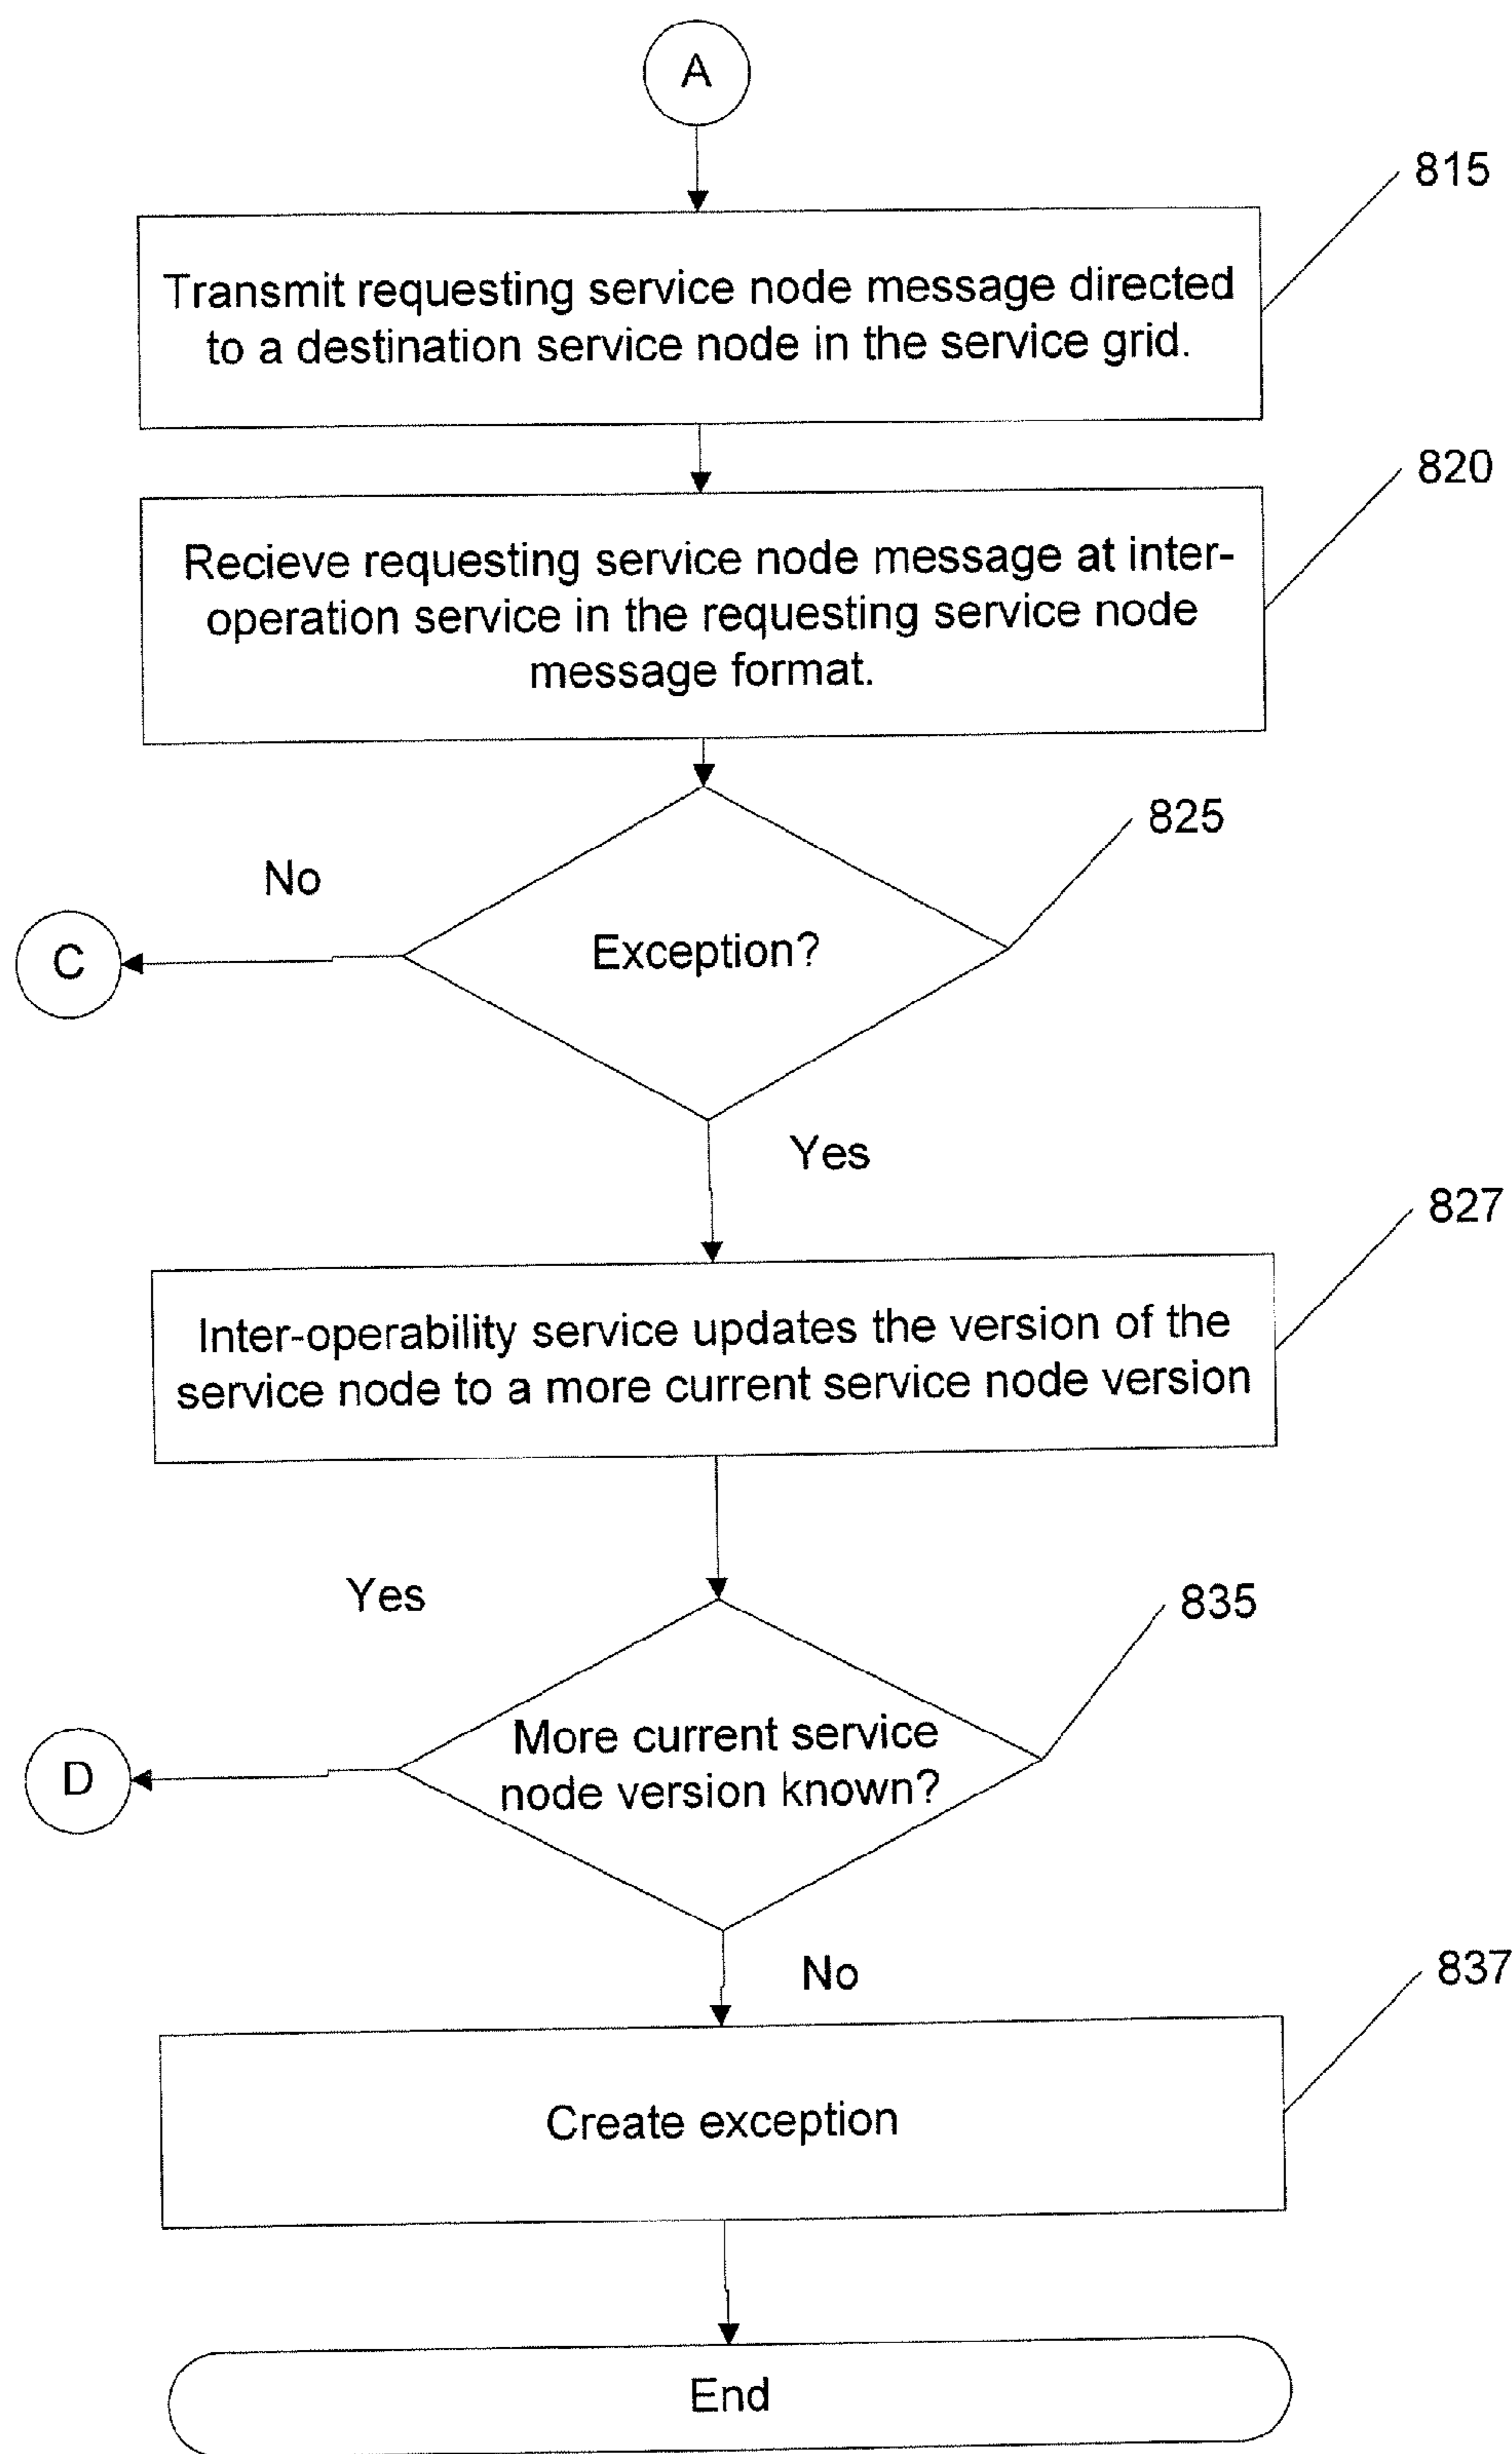 A
815
Transmit requesting service node message directed
to a destination service node in the service grid.
820
Recieve requesting service node message at inter-
operation service in the requesting service node
message format.
825
No
Exception?
C
Yes
827
Inter-operability service updates the version of the
service node to a more current service node version
Yes
835
More current service
node version known?
D
No
837
Create exception
End